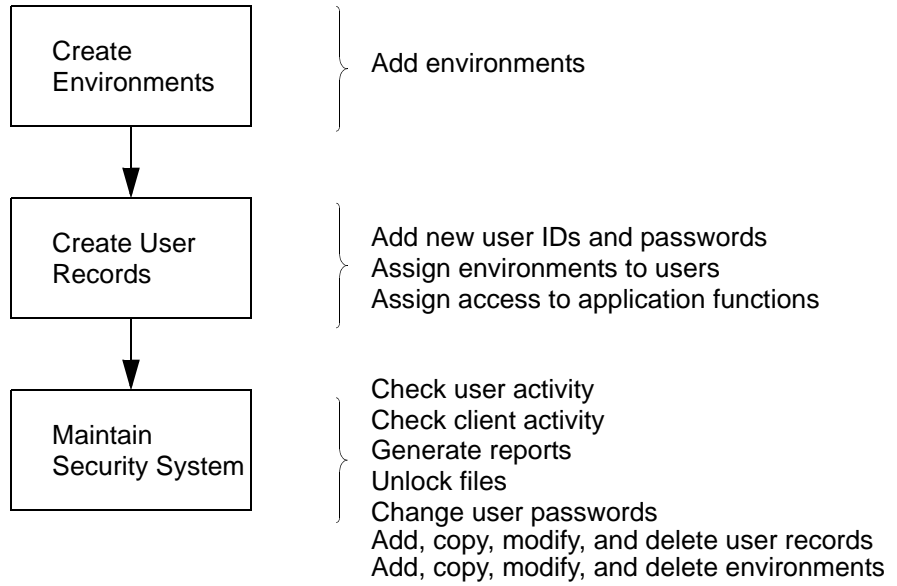 Create
Environments
Add environments
Create User
Records
Add new user IDs and passwords
Assign environments to users
Assign access to application functions
Maintain
Security System
Check user activity
Check client activity
Generate reports
Unlock files
Change user passwords
Add, copy, modify, and delete user records
Add, copy, modify, and delete environments